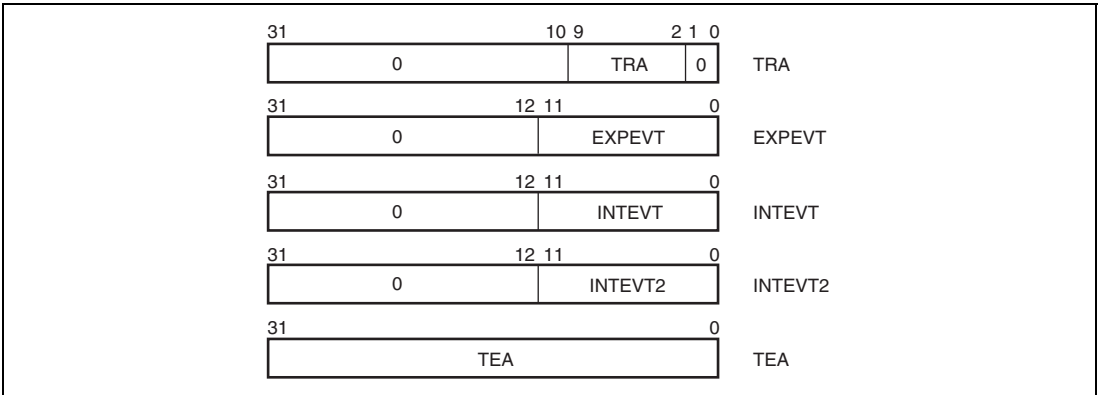 31 10 9 2 1 0
0 TRA 0 TRA
31 12 11 0
0 EXPEVT EXPEVT
31 12 11 0
0 INTEVT INTEVT
31 12 11 0
0 INTEVT2 INTEVT2
31 0
TEA TEA